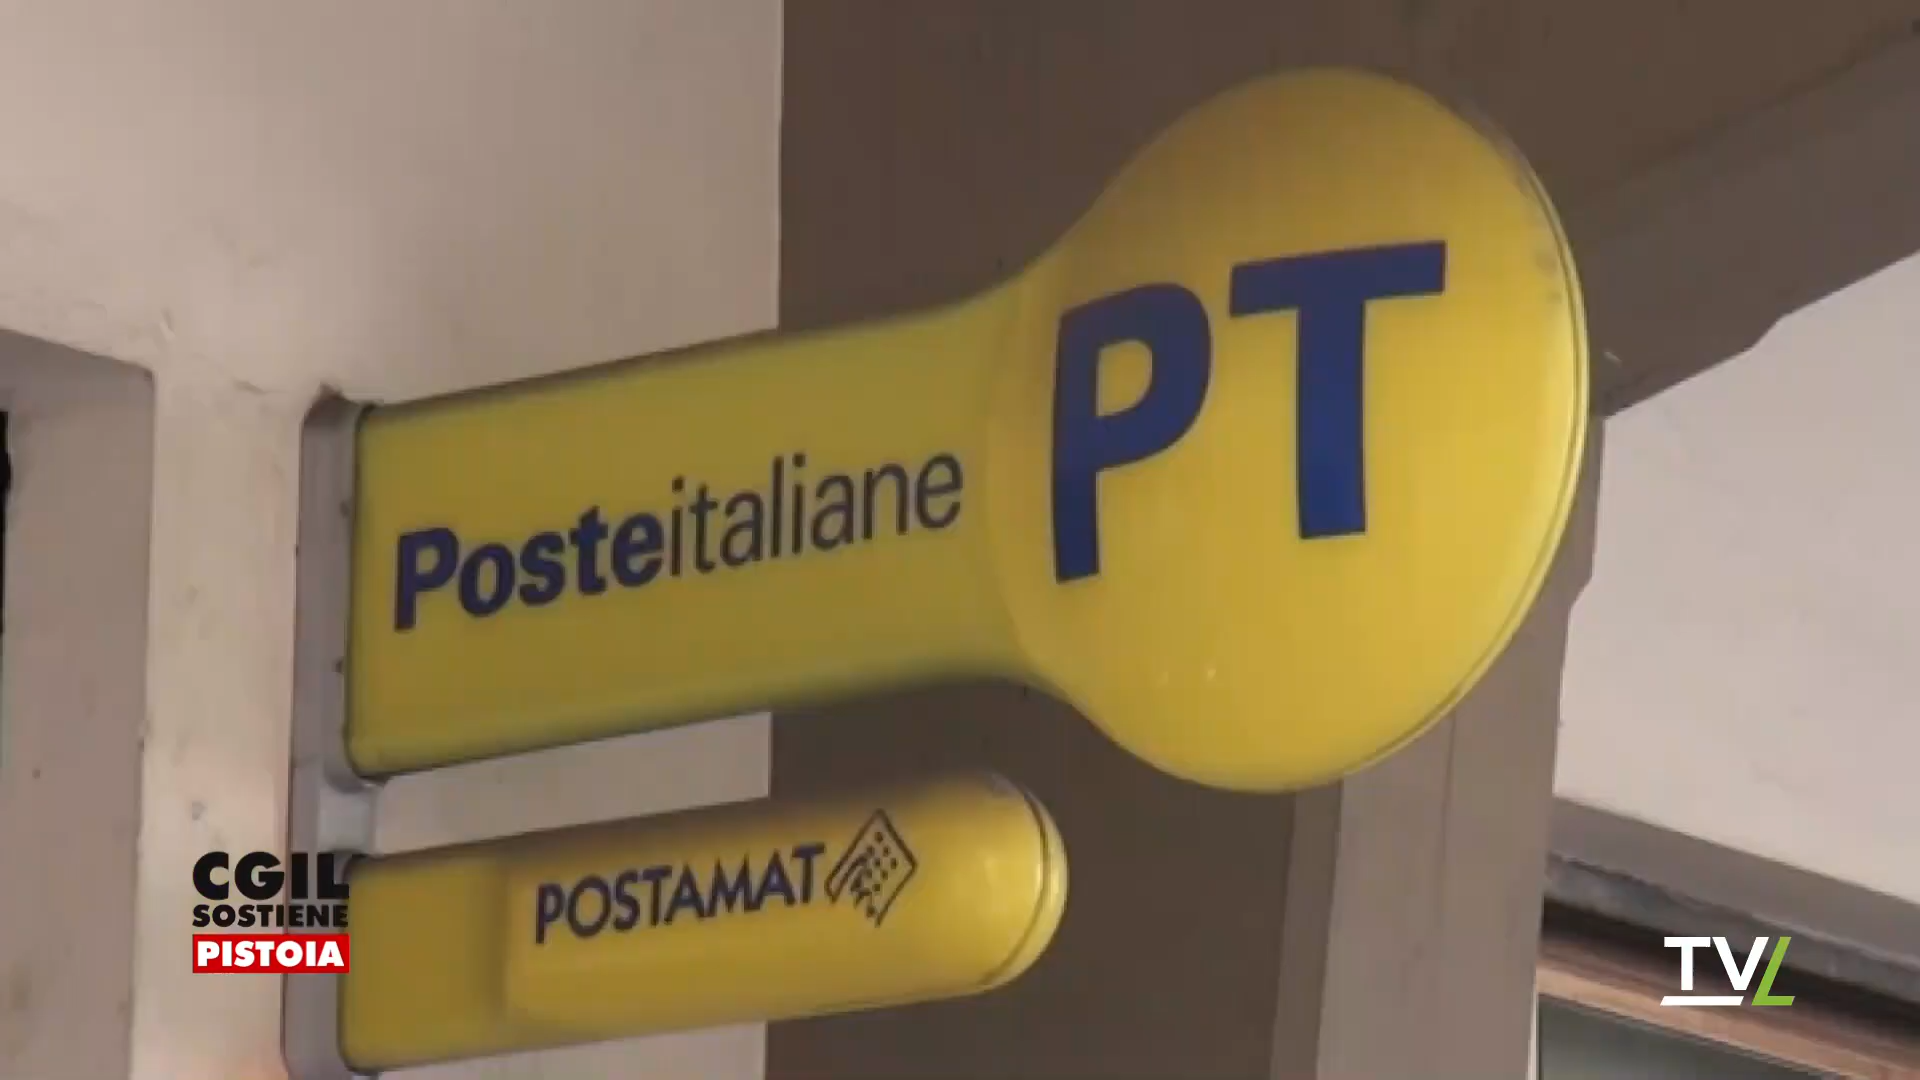 PT
Posteitaliane
POSTAMAT
CGIL
SOSTIENE
PISTOIA
TVL